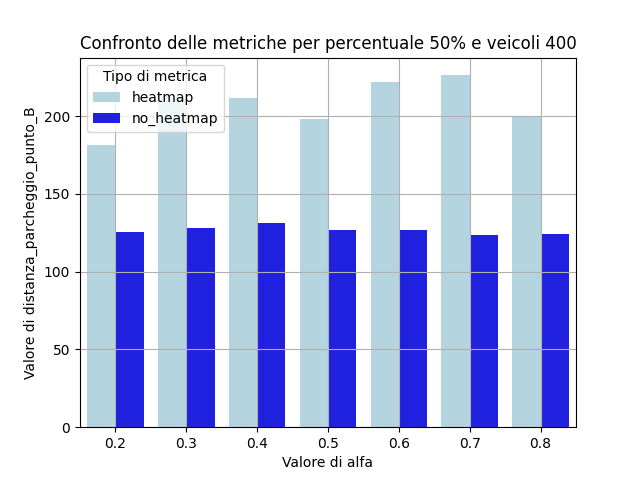 Confronto delle metriche per percentuale 50% e veicoli 400
Tipo di metrica
heatmap
no_heatmap
Valore di distanza_parcheggio_punto_B
200
150
100
50
0
0.2 0.3 0.4 0.5 0.6 0.7 0.8
Valore di alfa